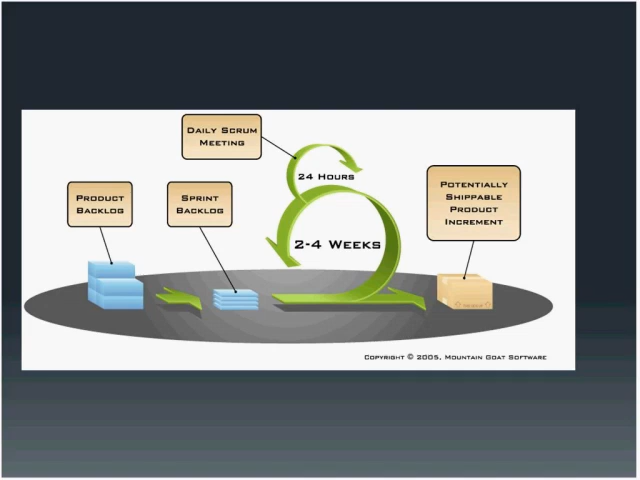 DAILY SCRUM
MEETING
24 HOURS
PRODUCT
BACKLOG
SPRINT
BACKLOG
POTENTIALLY
SHIPPABLE
PRODUCT
INCREMENT
2-4 WEEKS
COPYRIGHT © 2005, MOUNTAIN GOAT SOFTWARE